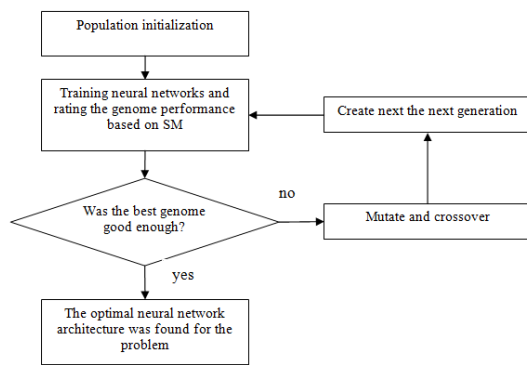 Population initialization
Training neural networks and
rating the genome performance
based on SM
Create next the next generation
Was the best genome
good enough?
no
Mutate and crossover
yes
The optimal neural network
architecture was found for the
problem